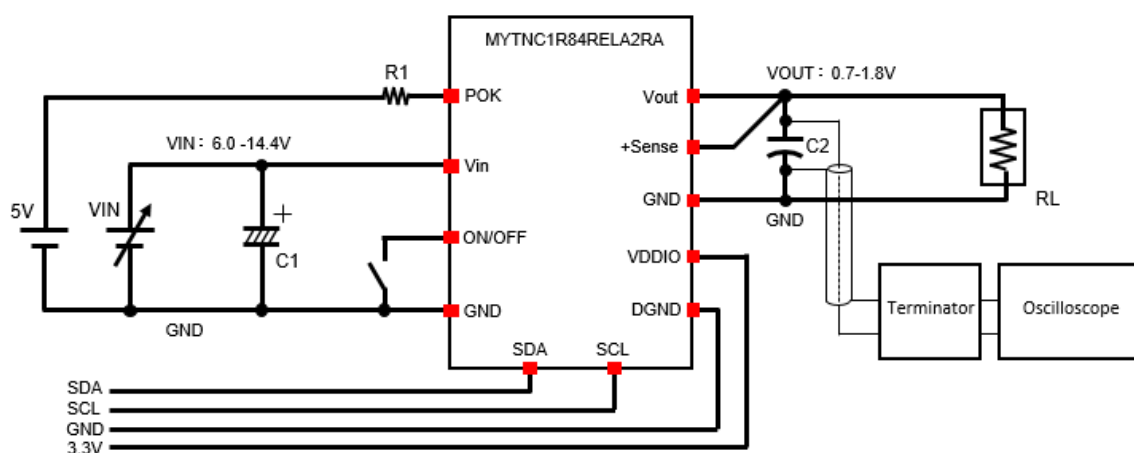 MYTNC1R84RELA2RA
R1
POK
VIN： 6.0 -14.4V
Vin
5V
VIN
C1
ON/OFF
GND
GND
Vout
VOUT： 0.7-1.8V
+Sense
C2
GND
GND
RL
VDDIO
DGND
Terminator
Oscilloscope
SDA
SCL
SDA
SCL
GND
3.3V